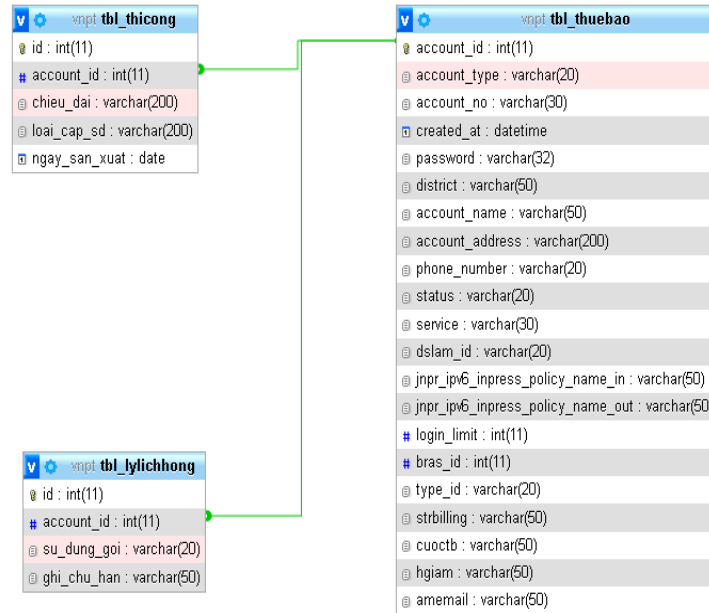 v vnpt tbl_thicong
id : int(11)
# account_id : int(11)
chieu_dai : varchar(200)
loai_cap_sd : varchar(200)
ngay_san_xuat : date
v vnpt tbl_thuebao
account_id : int(11)
account_type : varchar(20)
account_no : varchar(30)
created_at : datetime
password : varchar(32)
district : varchar(50)
account_name : varchar(50)
account_address : varchar(200)
phone_number : varchar(20)
status : varchar(20)
service : varchar(30)
dslam_id : varchar(20)
jnpr_ipv6_inpress_policy_name_in : varchar(50)
jnpr_ipv6_inpress_policy_name_out : varchar(50
# login_limit : int(11)
# bras_id : int(11)
type_id : varchar(20)
strbilling : varchar(50)
cuoctb : varchar(50)
hgiam : varchar(50)
amemail : varchar(50)
v vnpt tbl_lylichhong
id : int(11)
# account_id : int(11)
su_dung_goi : varchar(20)
ghi_chu_han : varchar(50)